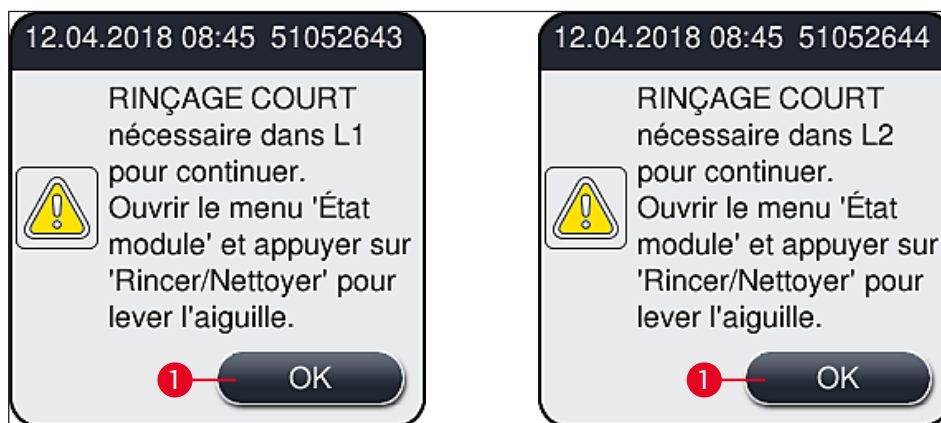 12.04.2018 08:45 51052643
RINÇAGE COURT
nécessaire dans L1
pour continuer.
Ouvrir le menu 'État
module' et appuyer sur
'Rincer/Nettoyer' pour
lever l'aiguille.
1 OK
12.04.2018 08:45 51052644
RINÇAGE COURT
nécessaire dans L2
pour continuer.
Ouvrir le menu 'État
module' et appuyer sur
'Rincer/Nettoyer' pour
lever l'aiguille.
1 OK